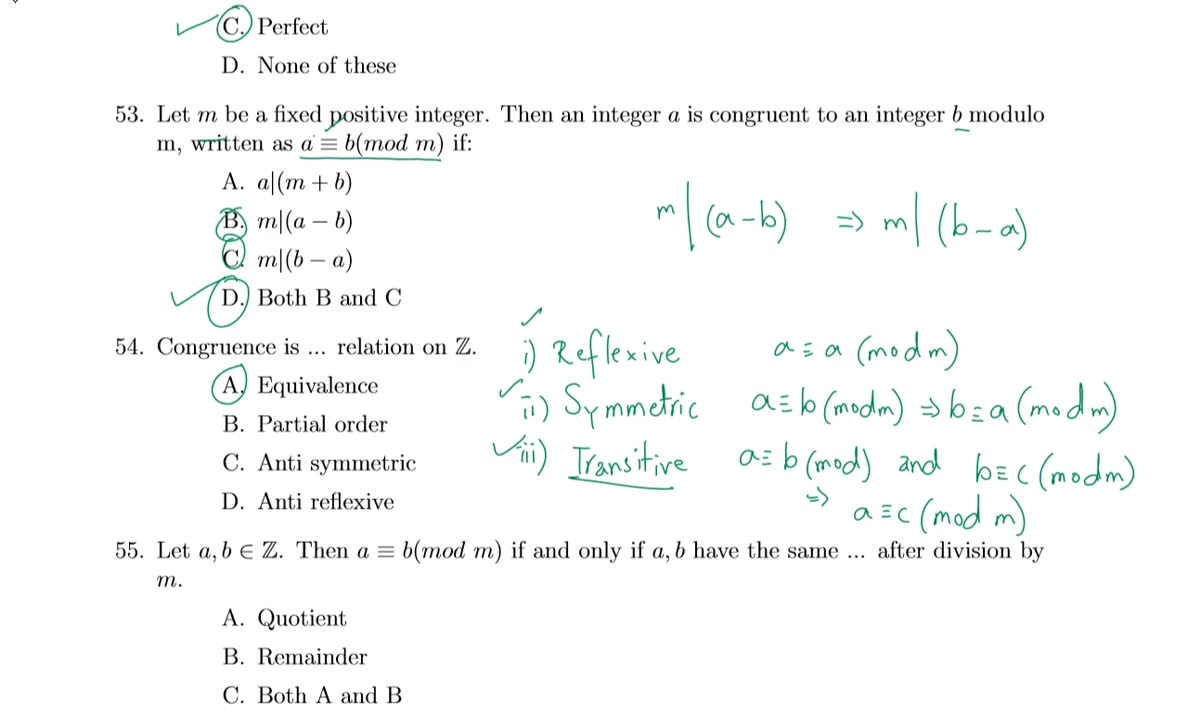 C. Perfect
D. None of these
53. Let m be a fixed positive integer. Then an integer a is congruent to an integer b modulo
m, written as a ≡ b(mod m) if:
A. a|(m + b)
B. m|(a − b)
C. m|(b − a)
D. Both B and C
m|(a-b) ⇒ m|(b-a)
54. Congruence is ... relation on ℤ.
A. Equivalence
B. Partial order
C. Anti symmetric
D. Anti reflexive
i) Reflexive a ≡ a (mod m)
ii) Symmetric a ≡ b (mod m) ⇒ b ≡ a (mod m)
iii) Transitive a ≡ b (mod) and b ≡ c (mod m)
⇒ a ≡ c (mod m)
55. Let a, b ∈ ℤ. Then a ≡ b(mod m) if and only if a, b have the same ... after division by
m.
A. Quotient
B. Remainder
C. Both A and B